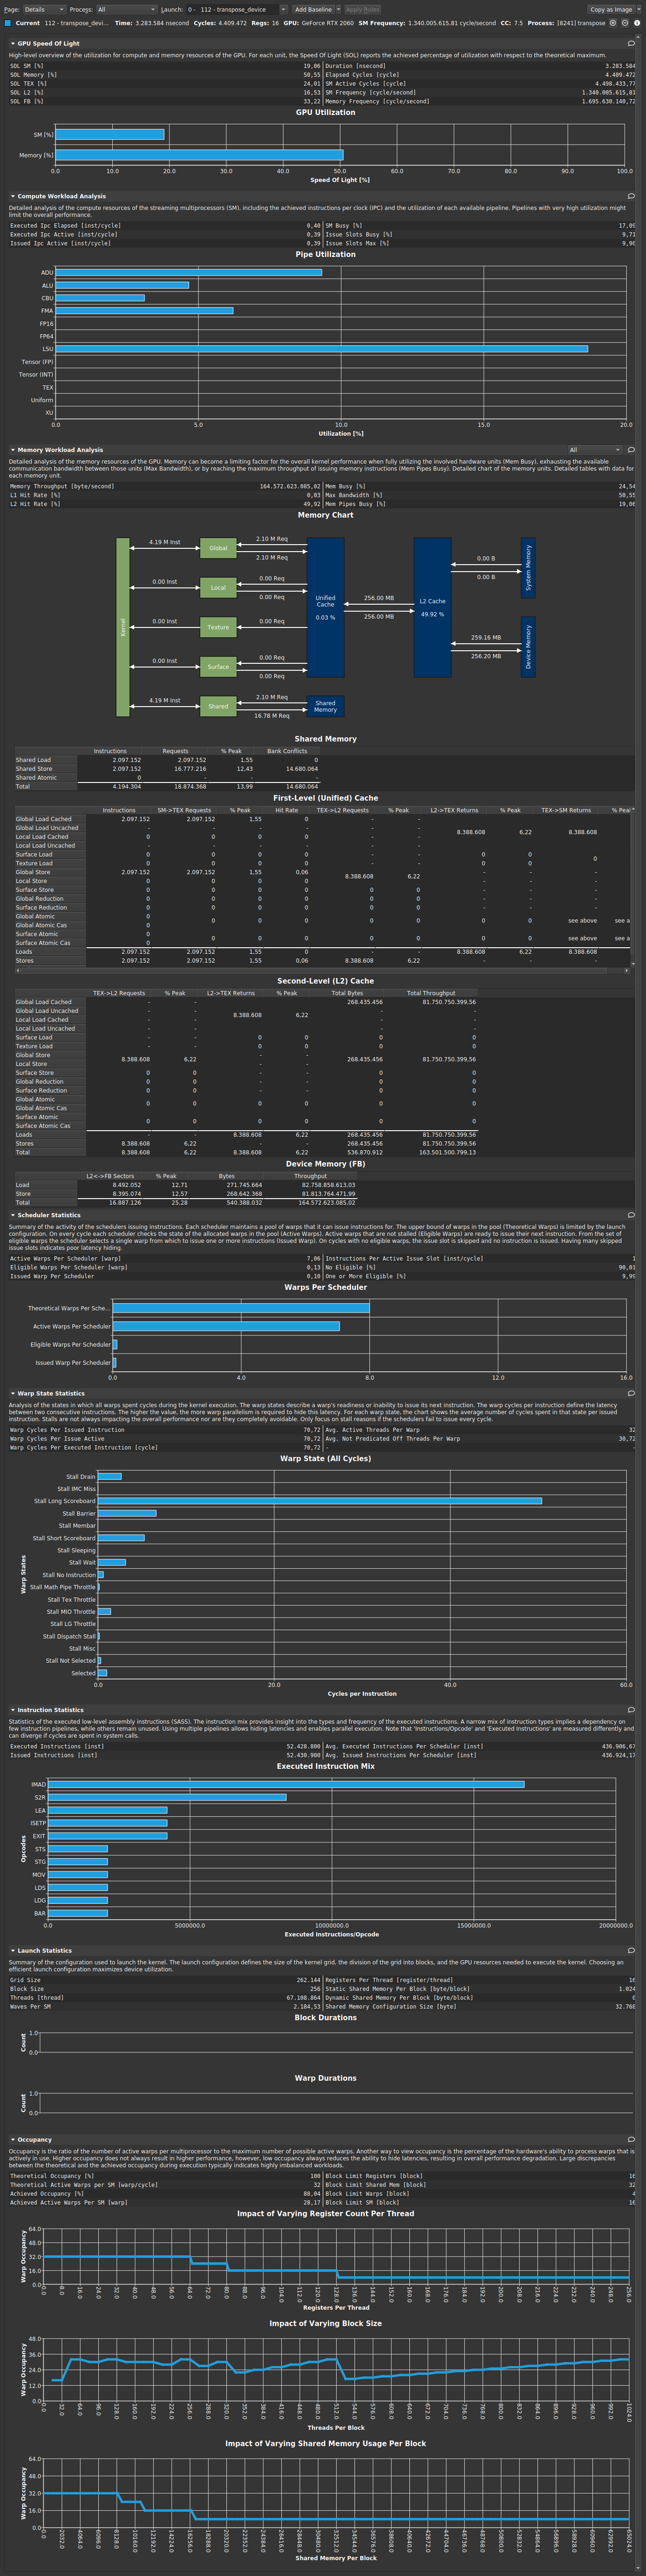 Page: Details Process: All Launch: 0 - 112 - transpose_device Add Baseline Apply Rules Copy as Image
Current 112 - transpose_devi... Time: 3.283.584 nsecond Cycles: 4.409.472 Regs: 16 GPU: GeForce RTX 2060 SM Frequency: 1.340.005.615,81 cycle/second CC: 7.5 Process: [8241] transpose
GPU Speed Of Light
High-level overview of the utilization for compute and memory resources of the GPU. For each unit, the Speed Of Light (SOL) reports the achieved percentage of utilization with respect to the theoretical maximum.
SOL SM [%] 19,06 Duration [nsecond] 3.283.584
SOL Memory [%] 50,55 Elapsed Cycles [cycle] 4.409.472
SOL TEX [%] 24,01 SM Active Cycles [cycle] 4.498.433,77
SOL L2 [%] 16,53 SM Frequency [cycle/second] 1.340.005.615,81
SOL FB [%] 33,22 Memory Frequency [cycle/second] 1.695.630.140,72
GPU Utilization
SM [%]
Memory [%]
0.0 10.0 20.0 30.0 40.0 50.0 60.0 70.0 80.0 90.0 100.0
Speed Of Light [%]
Compute Workload Analysis
Detailed analysis of the compute resources of the streaming multiprocessors (SM), including the achieved instructions per clock (IPC) and the utilization of each available pipeline. Pipelines with very high utilization might
limit the overall performance.
Executed Ipc Elapsed [inst/cycle] 0,40 SM Busy [%] 17,09
Executed Ipc Active [inst/cycle] 0,39 Issue Slots Busy [%] 9,71
Issued Ipc Active [inst/cycle] 0,39 Issue Slots Max [%] 9,90
Pipe Utilization
ADU
ALU
CBU
FMA
FP16
FP64
LSU
Tensor (FP)
Tensor (INT)
TEX
Uniform
XU
0.0 5.0 10.0 15.0 20.0
Utilization [%]
Memory Workload Analysis All
Detailed analysis of the memory resources of the GPU. Memory can become a limiting factor for the overall kernel performance when fully utilizing the involved hardware units (Mem Busy), exhausting the available
communication bandwidth between those units (Max Bandwidth), or by reaching the maximum throughput of issuing memory instructions (Mem Pipes Busy). Detailed chart of the memory units. Detailed tables with data for
each memory unit.
Memory Throughput [byte/second] 164.572.623.085,02 Mem Busy [%] 24,54
L1 Hit Rate [%] 0,03 Max Bandwidth [%] 50,55
L2 Hit Rate [%] 49,92 Mem Pipes Busy [%] 19,06
Memory Chart
Kernel
4.19 M Inst Global 2.10 M Req
2.10 M Req
0.00 Inst Local 0.00 Req
0.00 Req
0.00 Inst Texture 0.00 Req
0.00 Inst Surface 0.00 Req
0.00 Req
4.19 M Inst Shared 2.10 M Req
16.78 M Req
Unified
Cache
0.03 %
Shared
Memory
256.00 MB
256.00 MB
L2 Cache
49.92 %
0.00 B
0.00 B
System Memory
259.16 MB
256.20 MB
Device Memory
Shared Memory
Instructions Requests % Peak Bank Conflicts
Shared Load 2.097.152 2.097.152 1,55 0
Shared Store 2.097.152 16.777.216 12,43 14.680.064
Shared Atomic 0 - - -
Total 4.194.304 18.874.368 13,99 14.680.064
First-Level (Unified) Cache
Instructions SM->TEX Requests % Peak Hit Rate TEX->L2 Requests % Peak L2->TEX Returns % Peak TEX->SM Returns % Peal
Global Load Cached 2.097.152 2.097.152 1,55 0 - -
Global Load Uncached - - - - - - 8.388.608 6,22 8.388.608
Local Load Cached 0 0 0 0 - -
Local Load Uncached - - - - - -
Surface Load 0 0 0 0 - - 0 0 0
Texture Load 0 0 0 0 - - 0 0
Global Store 2.097.152 2.097.152 1,55 0,06 8.388.608 6,22 - - -
Local Store 0 0 0 0 - - -
Surface Store 0 0 0 0 0 0 - - -
Global Reduction 0 0 0 0 0 0 - - -
Surface Reduction 0 0 0 0 0 0 - - -
Global Atomic 0 0 0 0 0 0 0 0 see above see a
Global Atomic Cas 0
Surface Atomic 0 0 0 0 0 0 0 0 see above see a
Surface Atomic Cas 0
Loads 2.097.152 2.097.152 1,55 0 - - 8.388.608 6,22 8.388.608
Stores 2.097.152 2.097.152 1,55 0,06 8.388.608 6,22 - - -
Second-Level (L2) Cache
TEX->L2 Requests % Peak L2->TEX Returns % Peak Total Bytes Total Throughput
Global Load Cached - - 268.435.456 81.750.750.399,56
Global Load Uncached - - 8.388.608 6,22 - -
Local Load Cached - - - -
Local Load Uncached - - - -
Surface Load - - 0 0 0 0
Texture Load - - 0 0 0 0
Global Store 8.388.608 6,22 - - 268.435.456 81.750.750.399,56
Local Store - -
Surface Store 0 0 - - 0 0
Global Reduction 0 0 - - 0 0
Surface Reduction 0 0 - - 0 0
Global Atomic 0 0 0 0 0 0
Global Atomic Cas
Surface Atomic 0 0 0 0 0 0
Surface Atomic Cas
Loads - - 8.388.608 6,22 268.435.456 81.750.750.399,56
Stores 8.388.608 6,22 - - 268.435.456 81.750.750.399,56
Total 8.388.608 6,22 8.388.608 6,22 536.870.912 163.501.500.799,13
Device Memory (FB)
L2<->FB Sectors % Peak Bytes Throughput
Load 8.492.052 12,71 271.745.664 82.758.858.613,03
Store 8.395.074 12,57 268.642.368 81.813.764.471,99
Total 16.887.126 25,28 540.388.032 164.572.623.085,02
Scheduler Statistics
Summary of the activity of the schedulers issuing instructions. Each scheduler maintains a pool of warps that it can issue instructions for. The upper bound of warps in the pool (Theoretical Warps) is limited by the launch
configuration. On every cycle each scheduler checks the state of the allocated warps in the pool (Active Warps). Active warps that are not stalled (Eligible Warps) are ready to issue their next instruction. From the set of
eligible warps the scheduler selects a single warp from which to issue one or more instructions (Issued Warp). On cycles with no eligible warps, the issue slot is skipped and no instruction is issued. Having many skipped
issue slots indicates poor latency hiding.
Active Warps Per Scheduler [warp] 7,06 Instructions Per Active Issue Slot [inst/cycle] 1
Eligible Warps Per Scheduler [warp] 0,13 No Eligible [%] 90,01
Issued Warp Per Scheduler 0,10 One or More Eligible [%] 9,99
Warps Per Scheduler
Theoretical Warps Per Sche...
Active Warps Per Scheduler
Eligible Warps Per Scheduler
Issued Warp Per Scheduler
0.0 4.0 8.0 12.0 16.0
Warp State Statistics
Analysis of the states in which all warps spent cycles during the kernel execution. The warp states describe a warp's readiness or inability to issue its next instruction. The warp cycles per instruction define the latency
between two consecutive instructions. The higher the value, the more warp parallelism is required to hide this latency. For each warp state, the chart shows the average number of cycles spent in that state per issued
instruction. Stalls are not always impacting the overall performance nor are they completely avoidable. Only focus on stall reasons if the schedulers fail to issue every cycle.
Warp Cycles Per Issued Instruction 70,72 Avg. Active Threads Per Warp 32
Warp Cycles Per Issue Active 70,72 Avg. Not Predicated Off Threads Per Warp 30,72
Warp Cycles Per Executed Instruction [cycle] 70,72 - -
Warp State (All Cycles)
Warp States
Stall Drain
Stall IMC Miss
Stall Long Scoreboard
Stall Barrier
Stall Membar
Stall Short Scoreboard
Stall Sleeping
Stall Wait
Stall No Instruction
Stall Math Pipe Throttle
Stall Tex Throttle
Stall MIO Throttle
Stall LG Throttle
Stall Dispatch Stall
Stall Misc
Stall Not Selected
Selected
0.0 20.0 40.0 60.0
Cycles per Instruction
Instruction Statistics
Statistics of the executed low-level assembly instructions (SASS). The instruction mix provides insight into the types and frequency of the executed instructions. A narrow mix of instruction types implies a dependency on
few instruction pipelines, while others remain unused. Using multiple pipelines allows hiding latencies and enables parallel execution. Note that 'Instructions/Opcode' and 'Executed Instructions' are measured differently and
can diverge if cycles are spent in system calls.
Executed Instructions [inst] 52.428.800 Avg. Executed Instructions Per Scheduler [inst] 436.906,67
Issued Instructions [inst] 52.430.900 Avg. Issued Instructions Per Scheduler [inst] 436.924,17
Executed Instruction Mix
Opcodes
IMAD
S2R
LEA
ISETP
EXIT
STS
STG
MOV
LDS
LDG
BAR
0.0 5000000.0 10000000.0 15000000.0 20000000.0
Executed Instructions/Opcode
Launch Statistics
Summary of the configuration used to launch the kernel. The launch configuration defines the size of the kernel grid, the division of the grid into blocks, and the GPU resources needed to execute the kernel. Choosing an
efficient launch configuration maximizes device utilization.
Grid Size 262.144 Registers Per Thread [register/thread] 16
Block Size 256 Static Shared Memory Per Block [byte/block] 1.024
Threads [thread] 67.108.864 Dynamic Shared Memory Per Block [byte/block] 0
Waves Per SM 2.184,53 Shared Memory Configuration Size [byte] 32.768
Block Durations
Count
1.0
0.0
Warp Durations
Count
1.0
0.0
Occupancy
Occupancy is the ratio of the number of active warps per multiprocessor to the maximum number of possible active warps. Another way to view occupancy is the percentage of the hardware's ability to process warps that is
actively in use. Higher occupancy does not always result in higher performance, however, low occupancy always reduces the ability to hide latencies, resulting in overall performance degradation. Large discrepancies
between the theoretical and the achieved occupancy during execution typically indicates highly imbalanced workloads.
Theoretical Occupancy [%] 100 Block Limit Registers [block] 16
Theoretical Active Warps per SM [warp/cycle] 32 Block Limit Shared Mem [block] 32
Achieved Occupancy [%] 88,04 Block Limit Warps [block] 4
Achieved Active Warps Per SM [warp] 28,17 Block Limit SM [block] 16
Impact of Varying Register Count Per Thread
Warp Occupancy
64.0
48.0
32.0
16.0
0.0
0.0 8.0 16.0 24.0 32.0 40.0 48.0 56.0 64.0 72.0 80.0 88.0 96.0 104.0 112.0 120.0 128.0 136.0 144.0 152.0 160.0 168.0 176.0 184.0 192.0 200.0 208.0 216.0 224.0 232.0 240.0 248.0 256.0
Registers Per Thread
Impact of Varying Block Size
Warp Occupancy
48.0
36.0
24.0
12.0
0.0
0.0 32.0 64.0 96.0 128.0 160.0 192.0 224.0 256.0 288.0 320.0 352.0 384.0 416.0 448.0 480.0 512.0 544.0 576.0 608.0 640.0 672.0 704.0 736.0 768.0 800.0 832.0 864.0 896.0 928.0 960.0 992.0 1024.0
Threads Per Block
Impact of Varying Shared Memory Usage Per Block
Warp Occupancy
64.0
48.0
32.0
16.0
0.0
0.0 2032.0 4064.0 6096.0 8128.0 10160.0 12192.0 14224.0 16256.0 18288.0 20320.0 22352.0 24384.0 26416.0 28448.0 30480.0 32512.0 34544.0 36576.0 38608.0 40640.0 42672.0 44704.0 46736.0 48768.0 50800.0 52832.0 54864.0 56896.0 58928.0 60960.0 62992.0 65024.0
Shared Memory Per Block